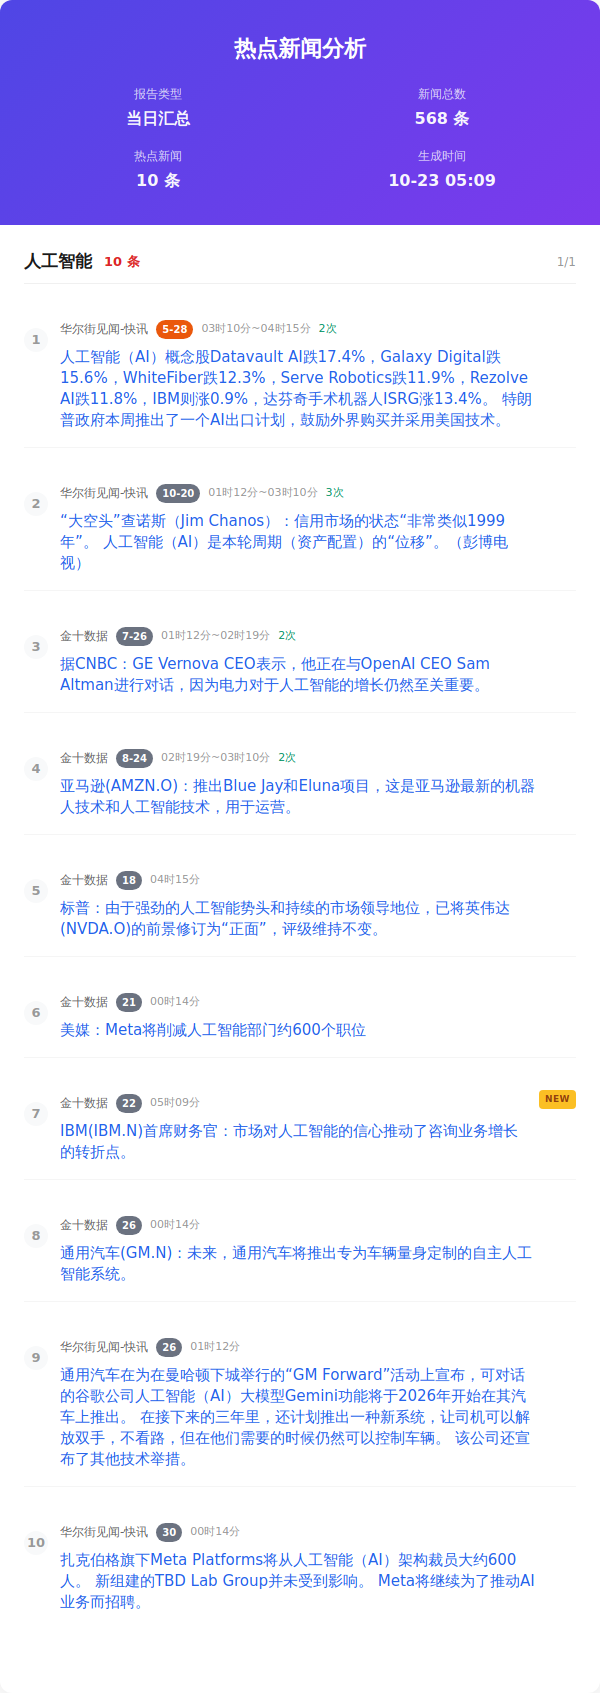 热点新闻分析
报告类型
当日汇总
新闻总数
568 条
热点新闻
10 条
生成时间
10-23 05:09
人工智能 10 条 1/1
1
华尔街见闻-快讯 5-28 03时10分~04时15分 2次
人工智能（AI）概念股Datavault AI跌17.4%，Galaxy Digital跌
15.6%，WhiteFiber跌12.3%，Serve Robotics跌11.9%，Rezolve
AI跌11.8%，IBM则涨0.9%，达芬奇手术机器人ISRG涨13.4%。 特朗
普政府本周推出了一个AI出口计划，鼓励外国购买并采用美国技术。
2
华尔街见闻-快讯 10-20 01时12分~03时10分 3次
“大空头”查诺斯（Jim Chanos）：信用市场的状态“非常类似1999
年”。 人工智能（AI）是本轮周期（资产配置）的“位移”。（彭博电
视）
3
金十数据 7-26 01时12分~02时19分 2次
据CNBC：GE Vernova CEO表示，他正在与OpenAI CEO Sam
Altman进行对话，因为电力对于人工智能的增长仍然至关重要。
4
金十数据 8-24 02时19分~03时10分 2次
亚马逊(AMZN.O)：推出Blue Jay和Eluna项目，这是亚马逊最新的机器
人技术和人工智能技术，用于运营。
5
金十数据 18 04时15分
标普：由于强劲的人工智能势头和持续的市场领导地位，已将英伟达
(NVDA.O)的前景修订为“正面”，评级维持不变。
6
金十数据 21 00时14分
美媒：Meta将削减人工智能部门约600个职位
7
金十数据 22 05时09分 NEW
IBM(IBM.N)首席财务官：市场对人工智能的信心推动了咨询业务增长
的转折点。
8
金十数据 26 00时14分
通用汽车(GM.N)：未来，通用汽车将推出专为车辆量身定制的自主人工
智能系统。
9
华尔街见闻-快讯 26 01时12分
通用汽车在为在曼哈顿下城举行的“GM Forward”活动上宣布，可对话
的谷歌公司人工智能（AI）大模型Gemini功能将于2026年开始在其汽
车上推出。 在接下来的三年里，还计划推出一种新系统，让司机可以解
放双手，不看路，但在他们需要的时候仍然可以控制车辆。 该公司还宣
布了其他技术举措。
10
华尔街见闻-快讯 30 00时14分
扎克伯格旗下Meta Platforms将从人工智能（AI）架构裁员大约600
人。 新组建的TBD Lab Group并未受到影响。 Meta将继续为了推动AI
业务而招聘。